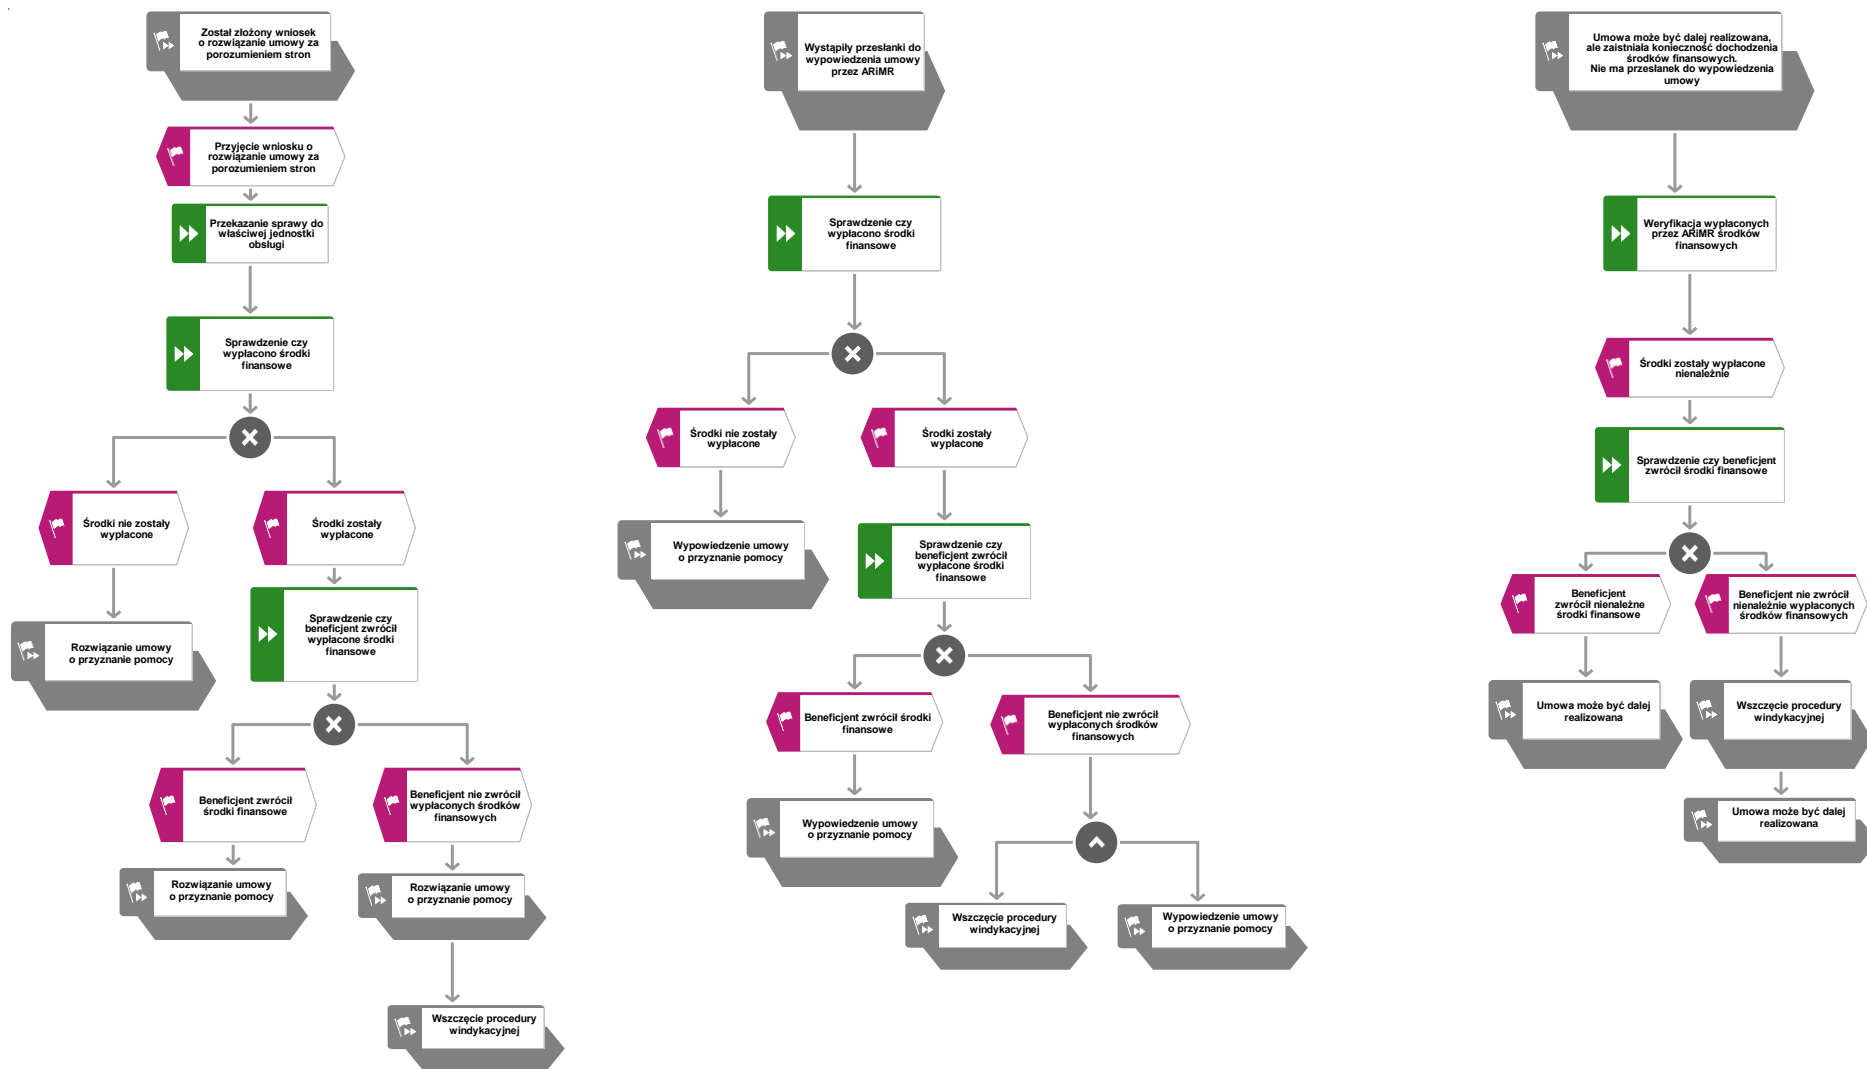 Został złożony wniosek
o rozwiązanie umowy za
porozumieniem stron
Przyjęcie wniosku o
rozwiązanie umowy za
porozumieniem stron
Przekazanie sprawy do
właściwej jednostki
obsługi
Sprawdzenie czy
wypłacono środki
finansowe
Środki nie zostały
wypłacone
Środki zostały
wypłacone
Rozwiązanie umowy
o przyznanie pomocy
Sprawdzenie czy
beneficjent zwrócił
wypłacone środki
finansowe
Beneficjent zwrócił
środki finansowe
Beneficjent nie zwrócił
wypłaconych środków
finansowych
Rozwiązanie umowy
o przyznanie pomocy
Rozwiązanie umowy
o przyznanie pomocy
Wszczęcie procedury
windykacyjnej
Wystąpiły przesłanki do
wypowiedzenia umowy
przez ARiMR
Sprawdzenie czy
wypłacono środki
finansowe
Środki nie zostały
wypłacone
Środki zostały
wypłacone
Wypowiedzenie umowy
o przyznanie pomocy
Sprawdzenie czy
beneficjent zwrócił
wypłacone środki
finansowe
Beneficjent zwrócił środki
finansowe
Beneficjent nie zwrócił
wypłaconych środków
finansowych
Wypowiedzenie umowy
o przyznanie pomocy
Wszczęcie procedury
windykacyjnej
Wypowiedzenie umowy
o przyznanie pomocy
Umowa może być dalej realizowana,
ale zaistniała konieczność dochodzenia
środków finansowych.
Nie ma przesłanek do wypowiedzenia
umowy
Weryfikacja wypłaconych
przez ARiMR środków
finansowych
Środki zostały wypłacone
nienależnie
Sprawdzenie czy beneficjent
zwrócił środki finansowe
Beneficjent
zwrócił nienależne
środki finansowe
Beneficjent nie zwrócił
nienależnie wypłaconych
środków finansowych
Umowa może być dalej
realizowana
Wszczęcie procedury
windykacyjnej
Umowa może być dalej
realizowana